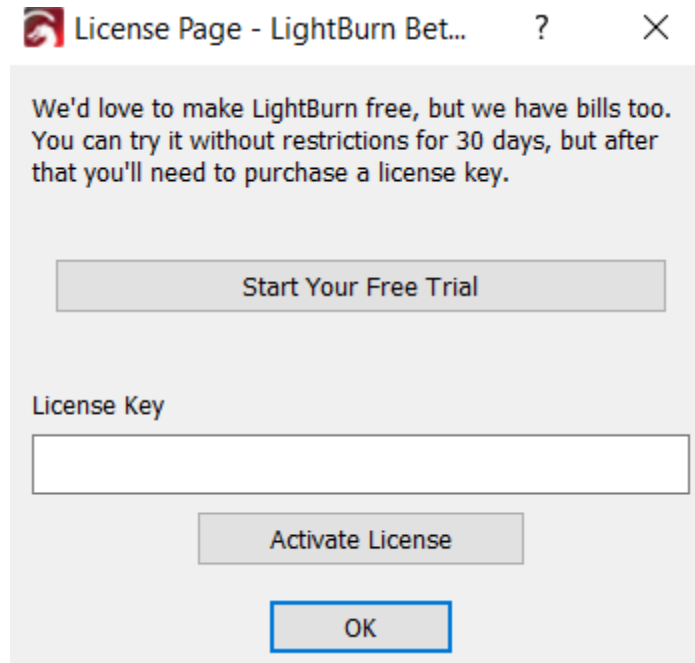 License Page - LightBurn Bet... ?
We'd love to make LightBurn free, but we have bills too.
You can try it without restrictions for 30 days, but after
that you'll need to purchase a license key.
Start Your Free Trial
License Key
Activate License
OK